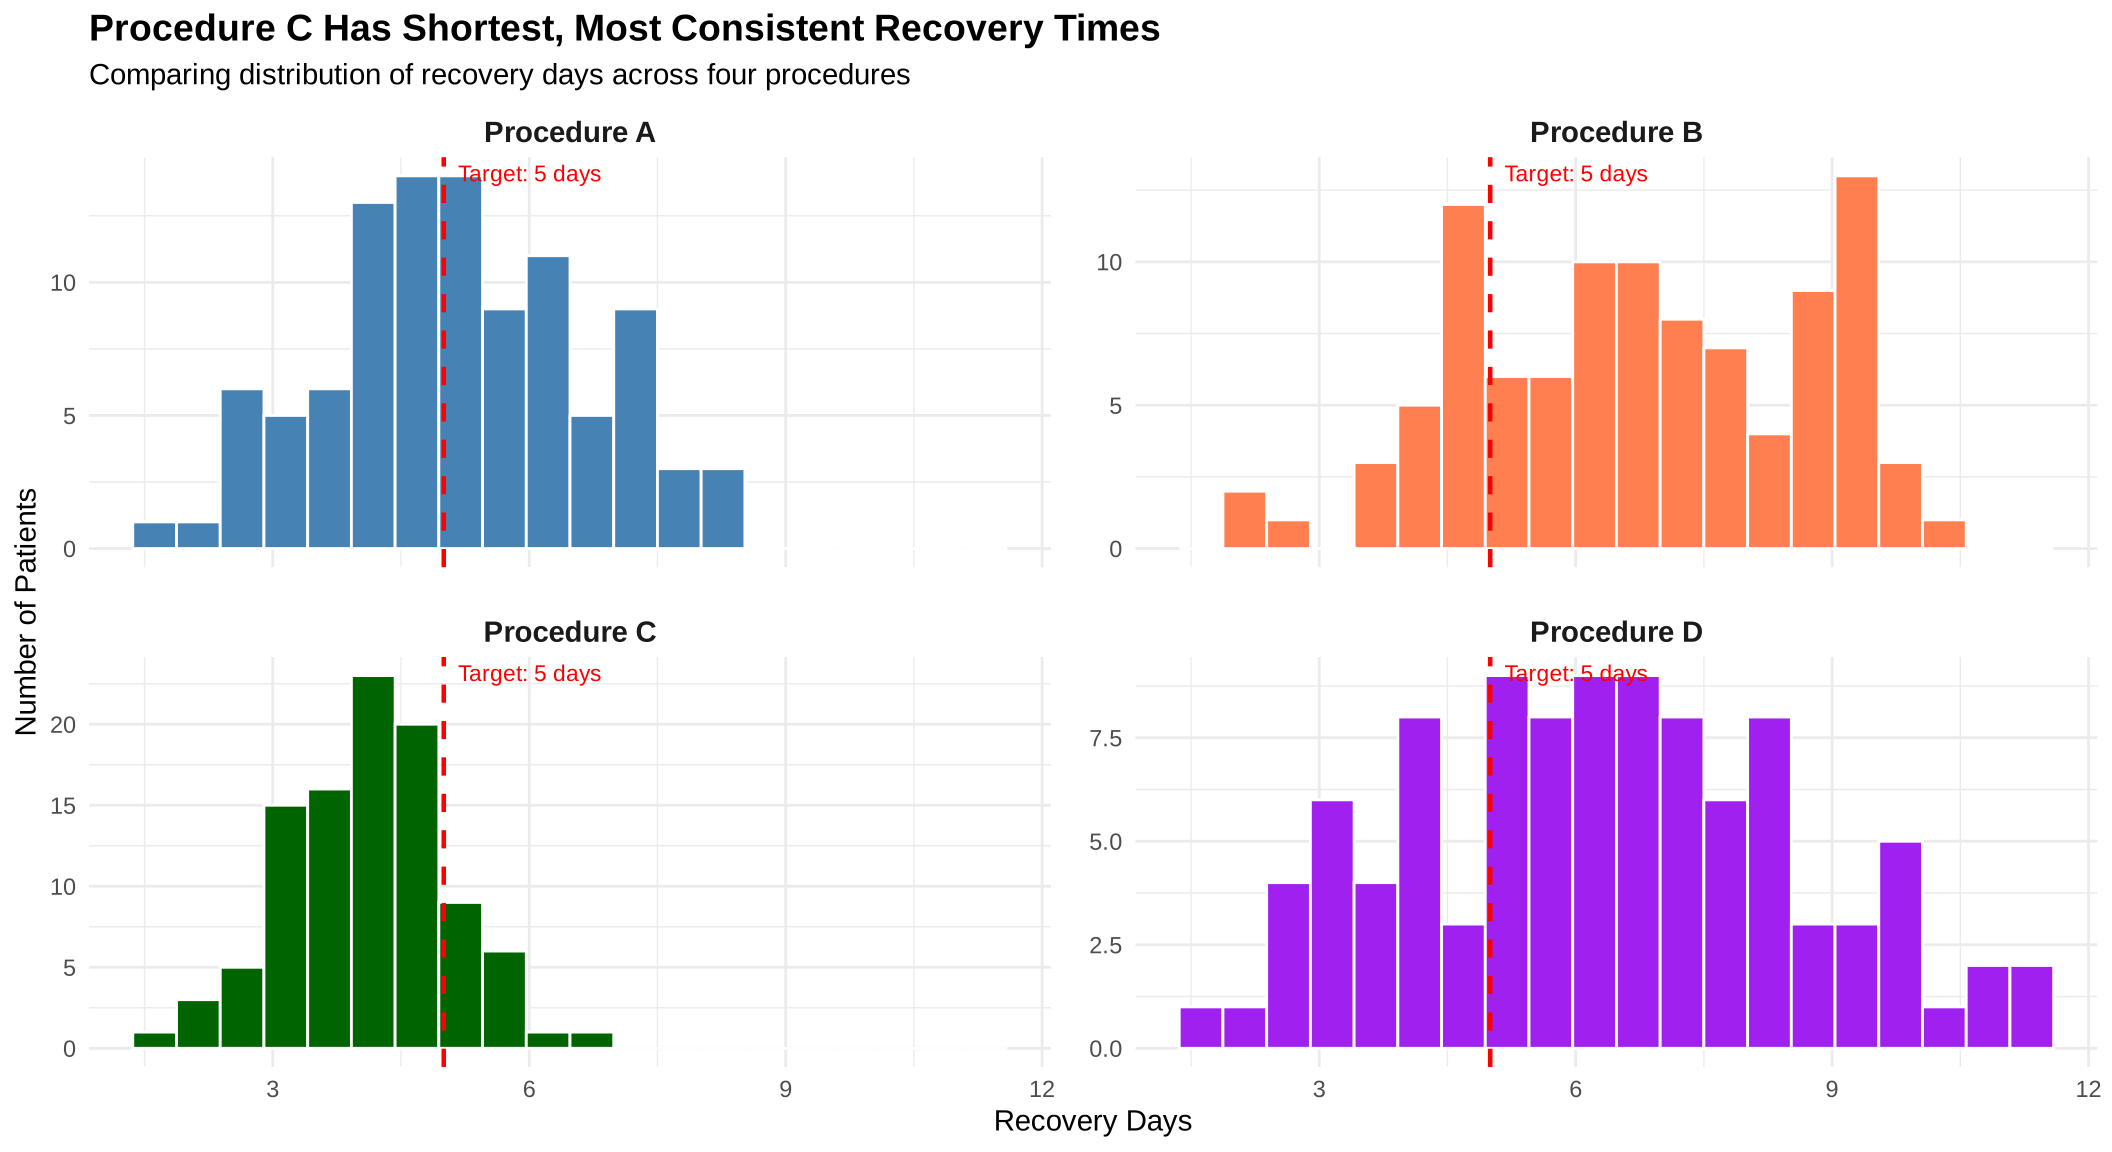 Procedure C Has Shortest, Most Consistent Recovery Times
Comparing distribution of recovery days across four procedures
Procedure A
Procedure B
Target: 5 days
Target: 5 days
10
5
0
10
5
0
Number of Patients
Procedure C
Procedure D
Target: 5 days
Target: 5 days
20
15
10
5
0
7.5
5.0
2.5
0.0
3 6 9 12
3 6 9 12
Recovery Days